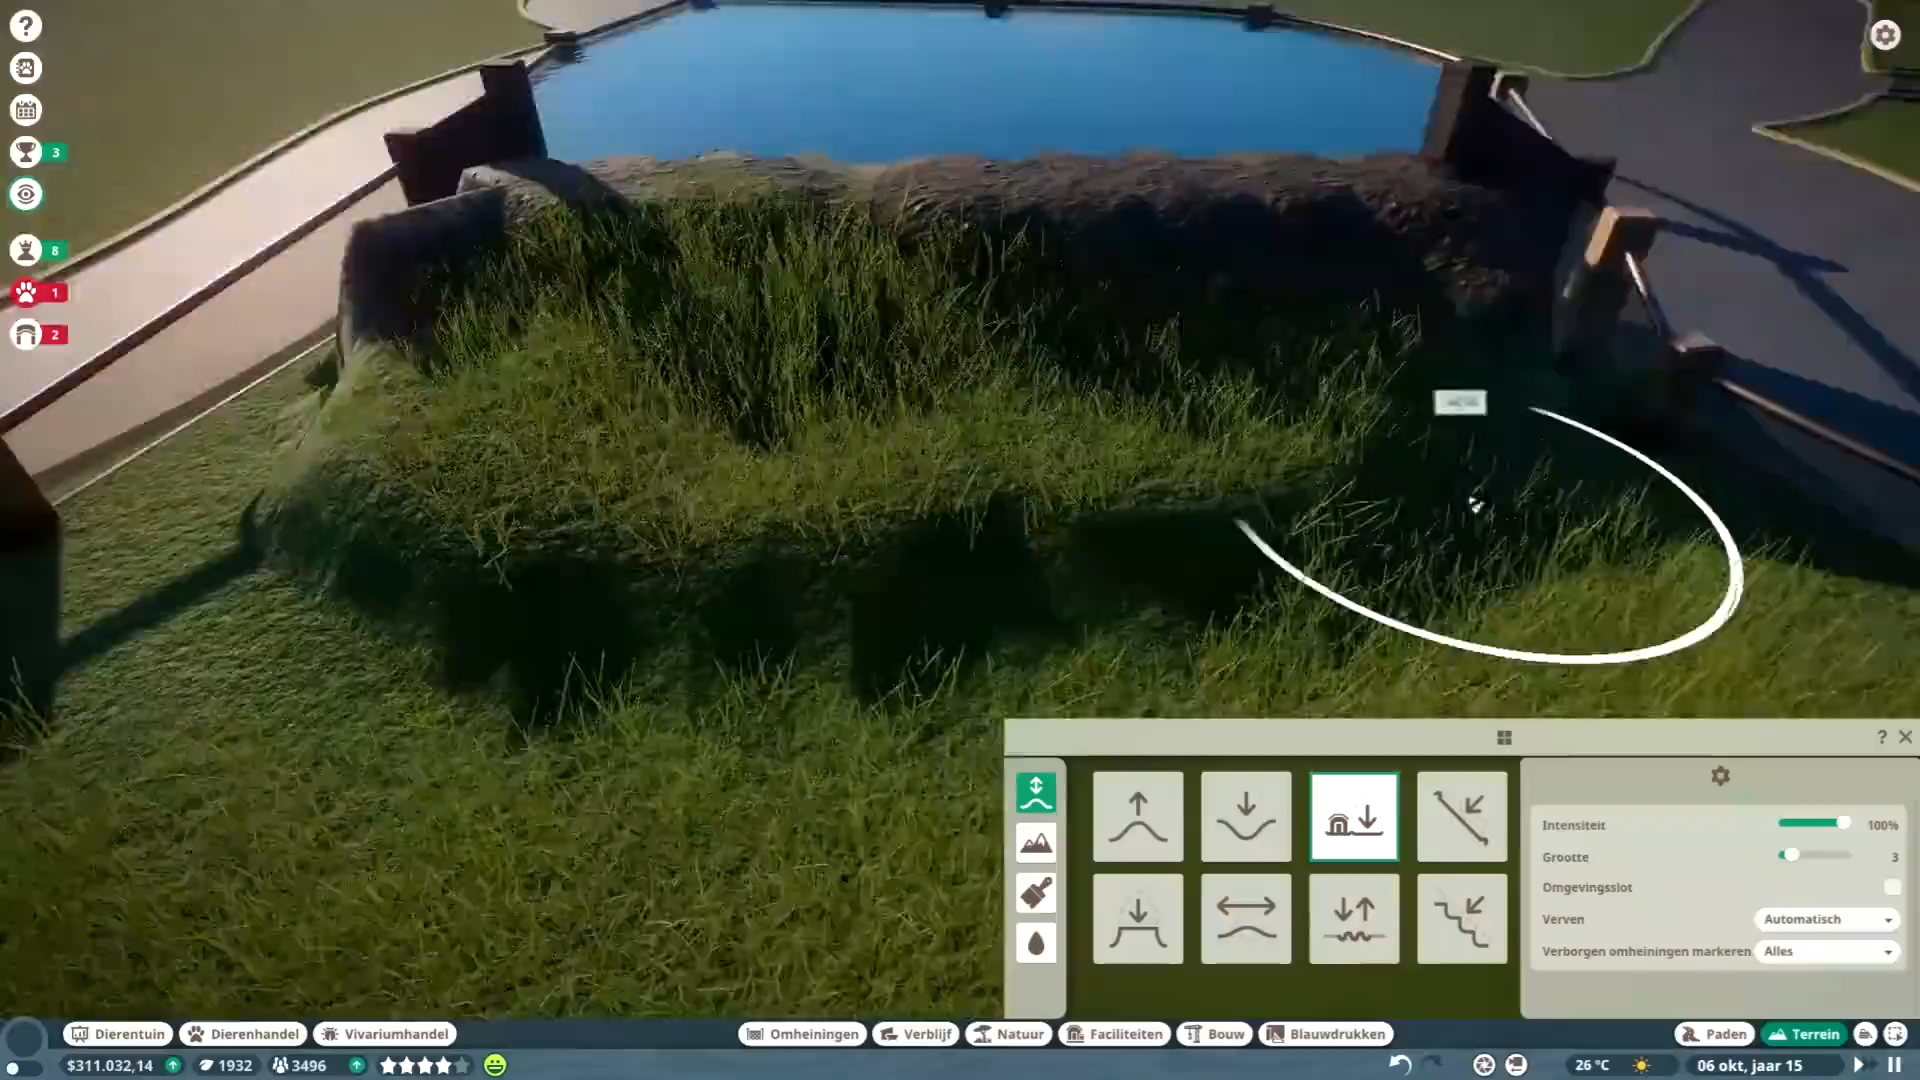 ?
3
8
1
2
? ×
Intensiteit 100%
Grootte 3
Omgevingsslot
Verven Automatisch
Verborgen omheiningen markeren Alles
Dierentuin Dierenhandel Vivariumhandel Omheiningen Verblijf Natuur Faciliteiten Bouw Blauwdrukken Paden Terrein
$311.032,14 1932 3496 26 °C 06 okt, jaar 15